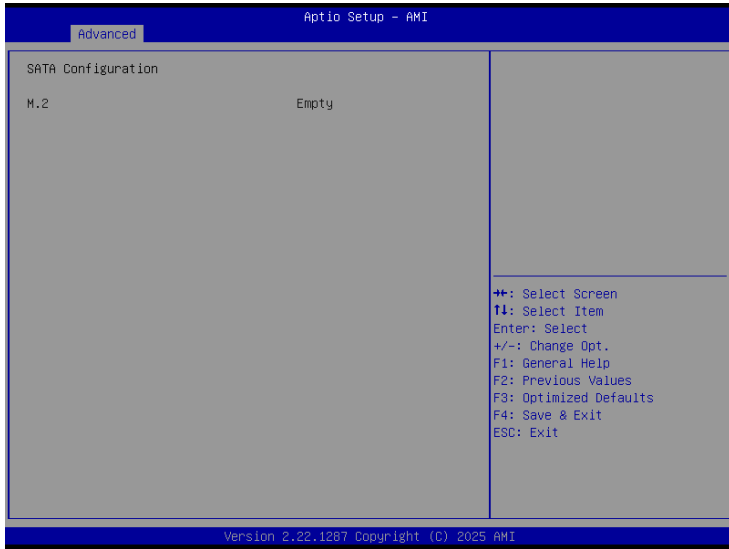 Aptio Setup – AMI
Advanced
SATA Configuration
M.2 Empty
→←: Select Screen
↑↓: Select Item
Enter: Select
+/-: Change Opt.
F1: General Help
F2: Previous Values
F3: Optimized Defaults
F4: Save & Exit
ESC: Exit
Version 2.22.1287 Copyright (C) 2025 AMI